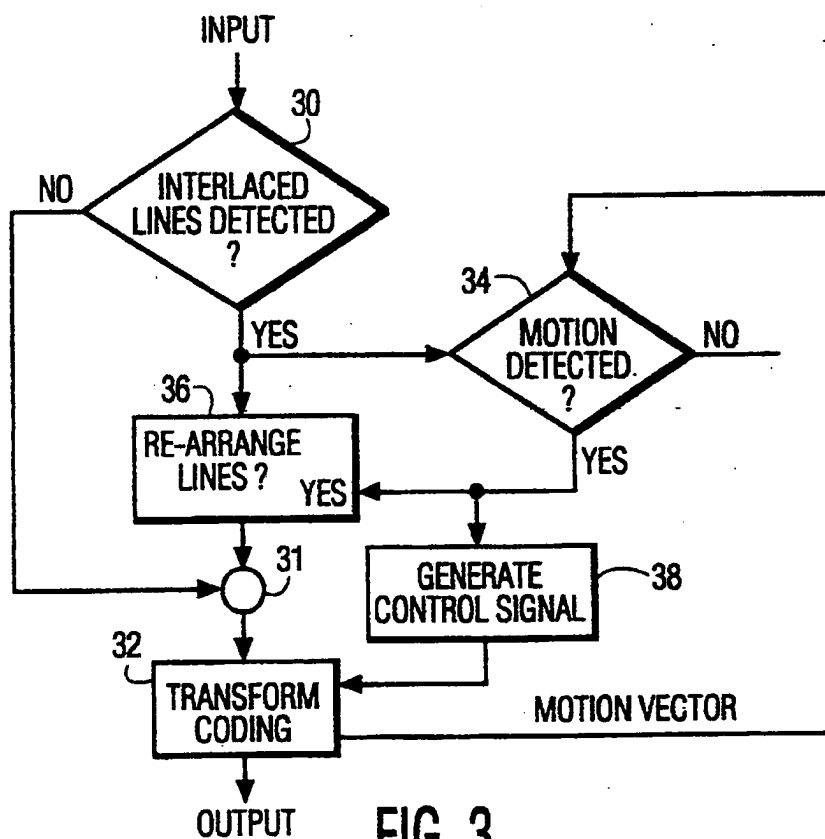 INPUT
30
NO
INTERLACED
LINES DETECTED
?
YES
34
MOTION
DETECTED
?
NO
YES
36
RE-ARRANGE
LINES ?
YES
31
GENERATE
CONTROL SIGNAL
38
32
TRANSFORM
CODING
MOTION VECTOR
OUTPUT
FIG. 3